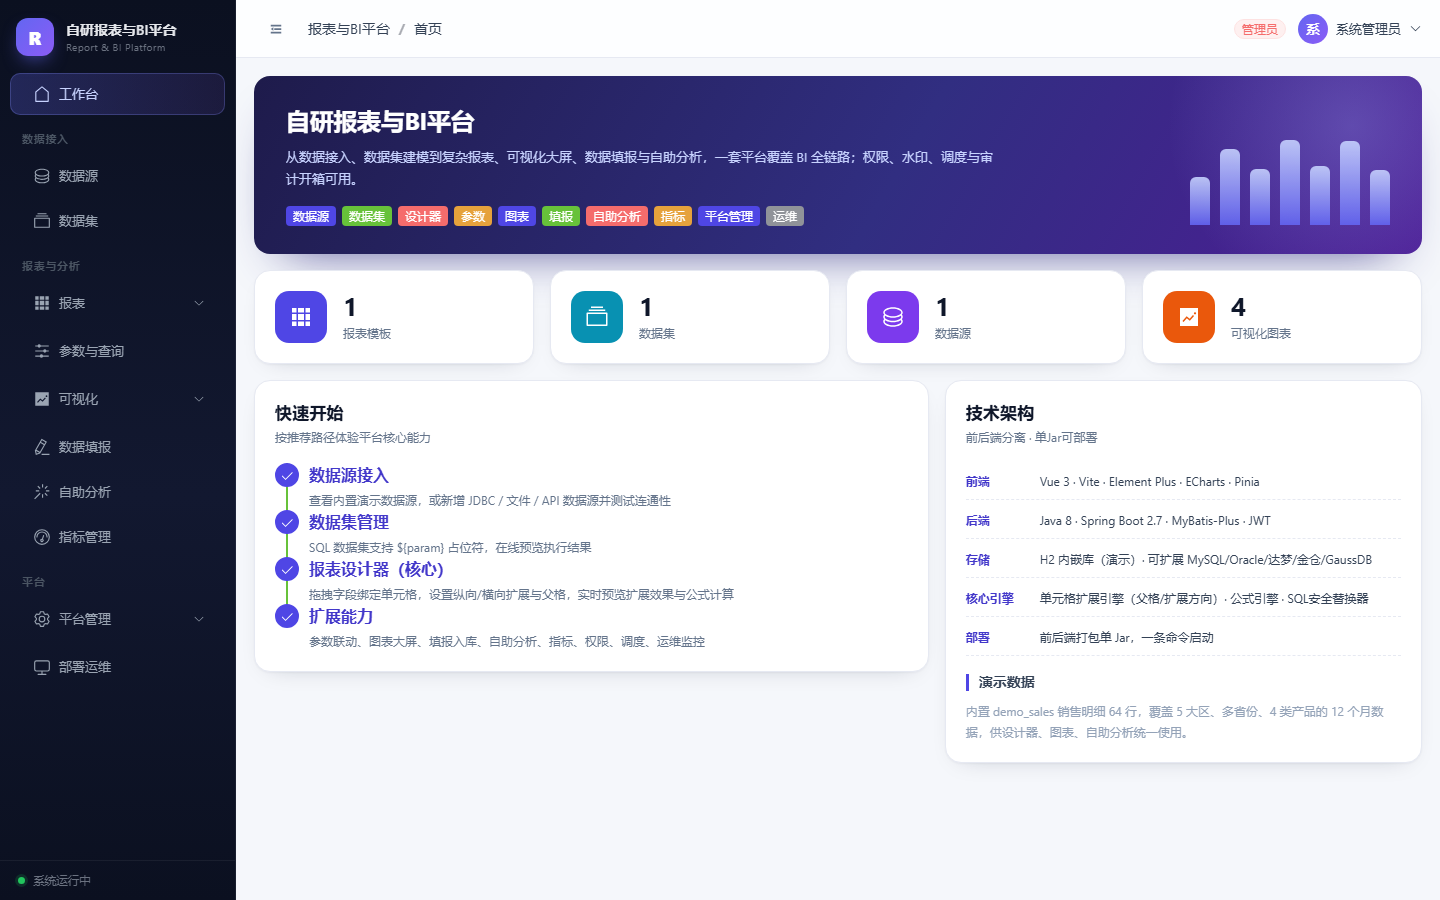 R
自研报表与BI平台
Report & BI Platform
工作台
数据接入
数据源
数据集
报表与分析
报表
参数与查询
可视化
数据填报
自助分析
指标管理
平台
平台管理
部署运维
系统运行中
报表与BI平台 / 首页
管理员
系
系统管理员
自研报表与BI平台
从数据接入、数据集建模到复杂报表、可视化大屏、数据填报与自助分析，一套平台覆盖 BI 全链路；权限、水印、调度与审
计开箱可用。
数据源 数据集 设计器 参数 图表 填报 自助分析 指标 平台管理 运维
1
报表模板
1
数据集
1
数据源
4
可视化图表
快速开始
按推荐路径体验平台核心能力
数据源接入
查看内置演示数据源，或新增 JDBC / 文件 / API 数据源并测试连通性
数据集管理
SQL 数据集支持 ${param} 占位符，在线预览执行结果
报表设计器（核心）
拖拽字段绑定单元格，设置纵向/横向扩展与父格，实时预览扩展效果与公式计算
扩展能力
参数联动、图表大屏、填报入库、自助分析、指标、权限、调度、运维监控
技术架构
前后端分离 · 单Jar可部署
前端 Vue 3 · Vite · Element Plus · ECharts · Pinia
后端 Java 8 · Spring Boot 2.7 · MyBatis-Plus · JWT
存储 H2 内嵌库（演示）· 可扩展 MySQL/Oracle/达梦/金仓/GaussDB
核心引擎 单元格扩展引擎（父格/扩展方向）· 公式引擎 · SQL安全替换器
部署 前后端打包单 Jar，一条命令启动
演示数据
内置 demo_sales 销售明细 64 行，覆盖 5 大区、多省份、4 类产品的 12 个月数
据，供设计器、图表、自助分析统一使用。